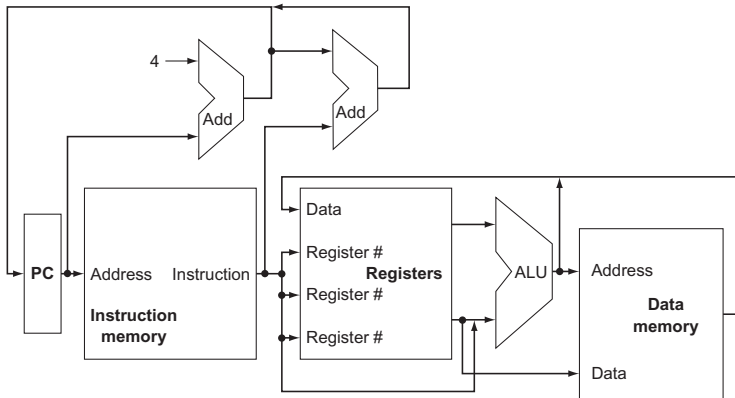 4
Add
Add
PC
Address
Instruction
Instruction
memory
Data
Register #
Register #
Register #
Registers
ALU
Address
Data
memory
Data